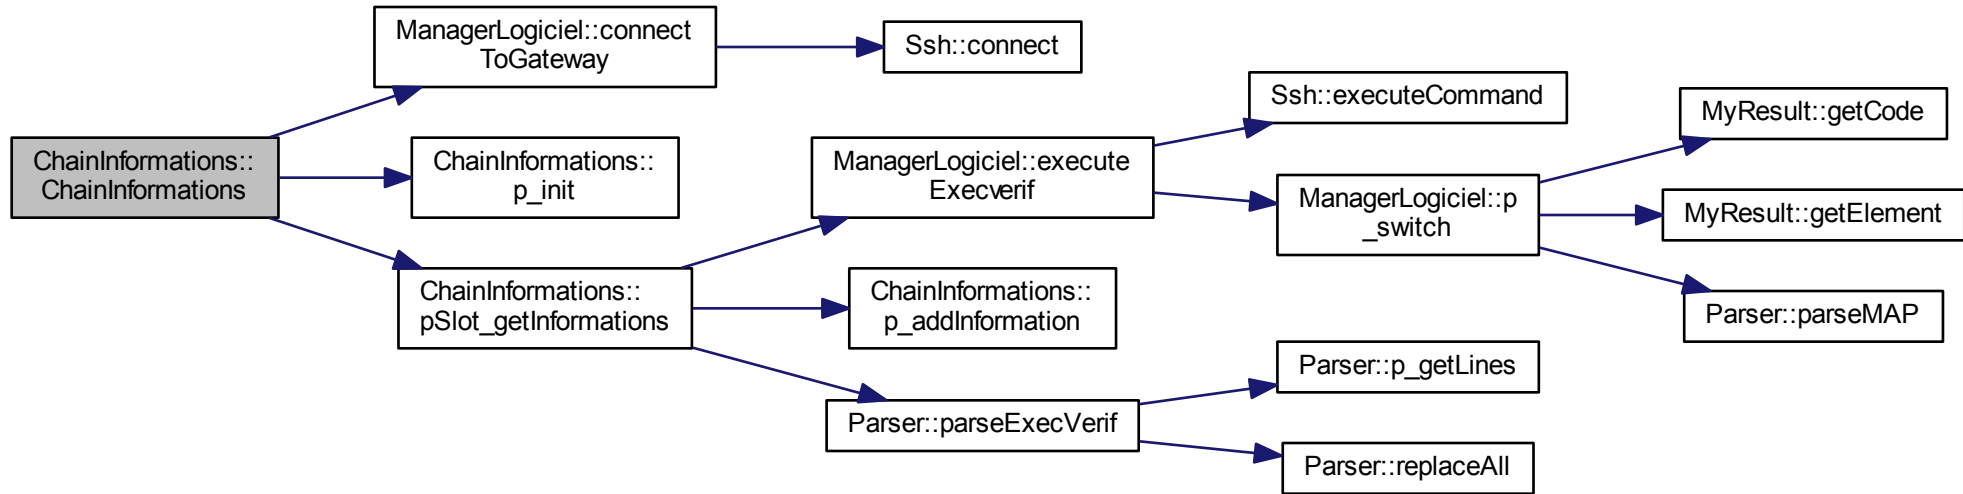 ChainInformations::
ChainInformations
ManagerLogiciel::connect
ToGateway
Ssh::connect
ChainInformations::
p_init
ChainInformations::
pSlot_getInformations
ManagerLogiciel::execute
Execverif
Ssh::executeCommand
ManagerLogiciel::p
_switch
MyResult::getCode
MyResult::getElement
Parser::parseMAP
ChainInformations::
p_addInformation
Parser::parseExecVerif
Parser::p_getLines
Parser::replaceAll